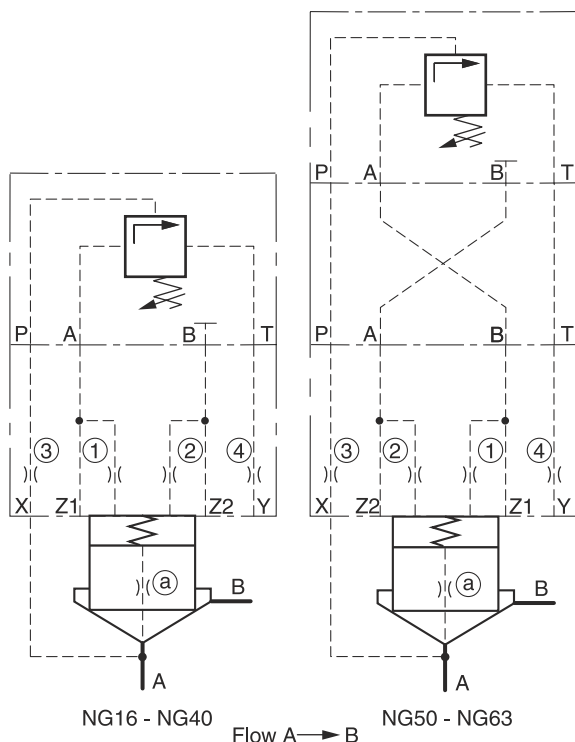 P A B T
P A B T
P A B T
3 1 2 4
3 2 1 4
X Z1 Z2 Y
X Z2 Z1 Y
a
a
B
B
A
A
NG16 - NG40
NG50 - NG63
Flow A B